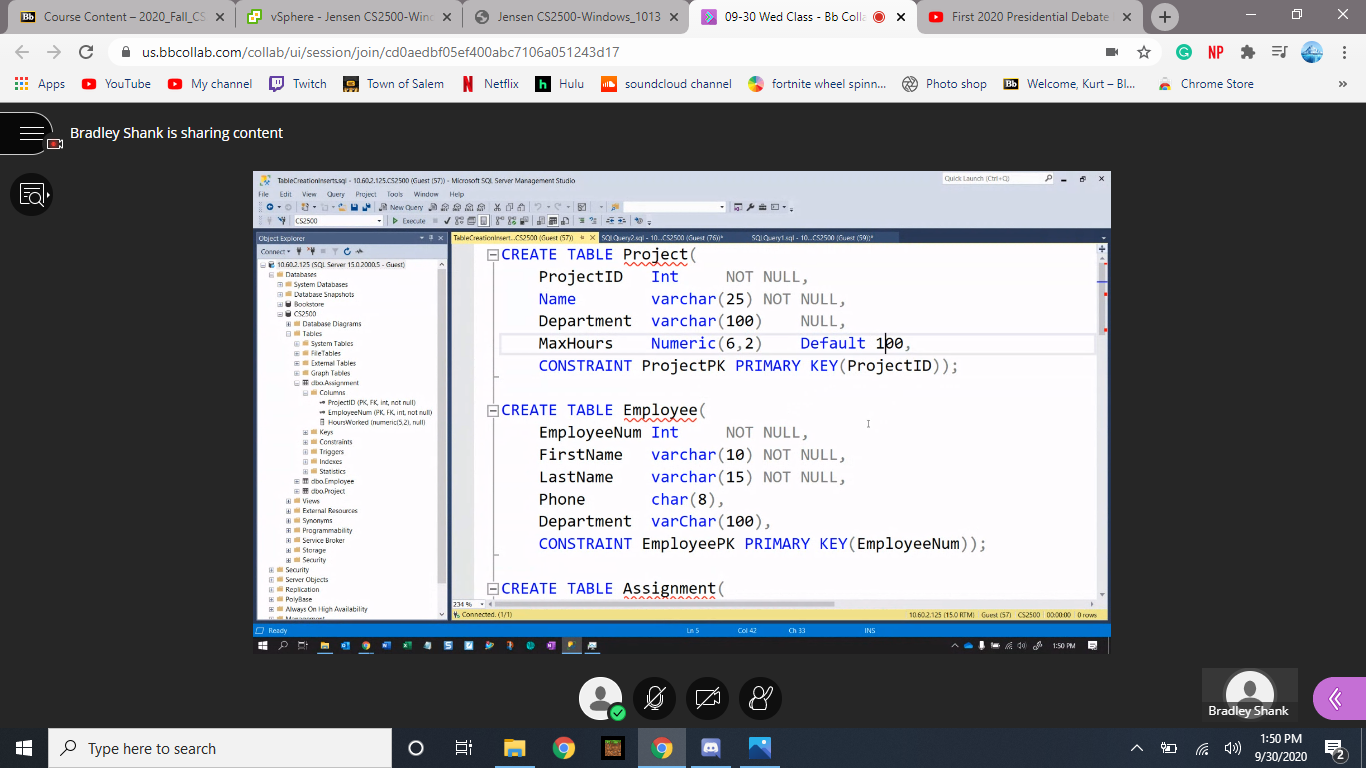 Course Content – 2020_Fall_CS
vSphere - Jensen CS2500-Wind
Jensen CS2500-Windows_1013
09-30 Wed Class - Bb Colla
First 2020 Presidential Debate
us.bbcollab.com/collab/ui/session/join/cd0aedbf05ef400abc7106a051243d17
Apps YouTube My channel Twitch Town of Salem Netflix Hulu soundcloud channel fortnite wheel spinn... Photo shop Welcome, Kurt – Bl... Chrome Store »
Bradley Shank is sharing content
TableCreationInserts.sql - 10.60.2.125.CS2500 (Guest (57)) - Microsoft SQL Server Management Studio
Quick Launch (Ctrl+Q)
File Edit View Query Project Tools Window Help
New Query
CS2500 Execute
Object Explorer
Connect
10.60.2.125 (SQL Server 15.0.2000.5 - Guest)
Databases
System Databases
Database Snapshots
Bookstore
CS2500
Database Diagrams
Tables
System Tables
FileTables
External Tables
Graph Tables
dbo.Assignment
Columns
ProjectID (PK, FK, int, not null)
EmployeeNum (PK, FK, int, not null)
HoursWorked (numeric(5,2), null)
Keys
Constraints
Triggers
Indexes
Statistics
dbo.Employee
dbo.Project
Views
External Resources
Synonyms
Programmability
Service Broker
Storage
Security
Security
Server Objects
Replication
PolyBase
Always On High Availability
Management
TableCreationInsert...CS2500 (Guest (57)) SQLQuery2.sql - 10...CS2500 (Guest (76))* SQLQuery1.sql - 10...CS2500 (Guest (59))*
CREATE TABLE Project(
ProjectID Int NOT NULL,
Name varchar(25) NOT NULL,
Department varchar(100) NULL,
MaxHours Numeric(6,2) Default 100,
CONSTRAINT ProjectPK PRIMARY KEY(ProjectID));
CREATE TABLE Employee(
EmployeeNum Int NOT NULL,
FirstName varchar(10) NOT NULL,
LastName varchar(15) NOT NULL,
Phone char(8),
Department varChar(100),
CONSTRAINT EmployeePK PRIMARY KEY(EmployeeNum));
CREATE TABLE Assignment(
234 %
Connected. (1/1) 10.60.2.125 (15.0 RTM) Guest (57) CS2500 00:00:00 0 rows
Ready Ln 5 Col 42 Ch 33 INS
1:50 PM
Bradley Shank
Type here to search
1:50 PM
9/30/2020
2